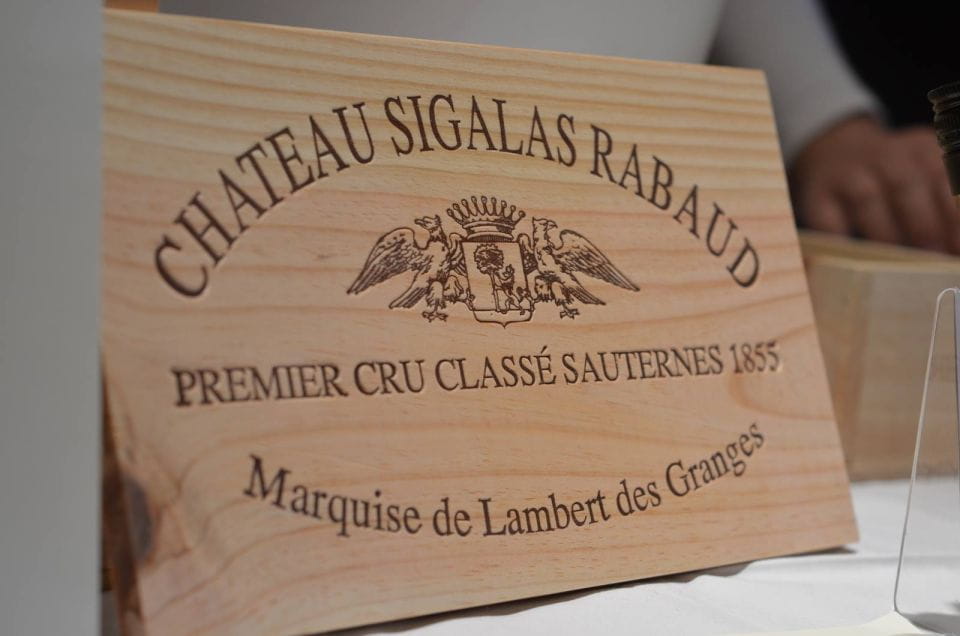 CHATEAU SIGALAS RABAUD
PREMIER CRU CLASSÉ SAUTERNES 1855
Marquise de Lambert des Granges